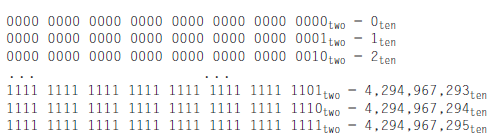 0000 0000 0000 0000 0000 0000 0000 0000two – 0ten
0000 0000 0000 0000 0000 0000 0000 0001two – 1ten
0000 0000 0000 0000 0000 0000 0000 0010two – 2ten
... ...
1111 1111 1111 1111 1111 1111 1111 1101two – 4,294,967,293ten
1111 1111 1111 1111 1111 1111 1111 1110two – 4,294,967,294ten
1111 1111 1111 1111 1111 1111 1111 1111two – 4,294,967,295ten